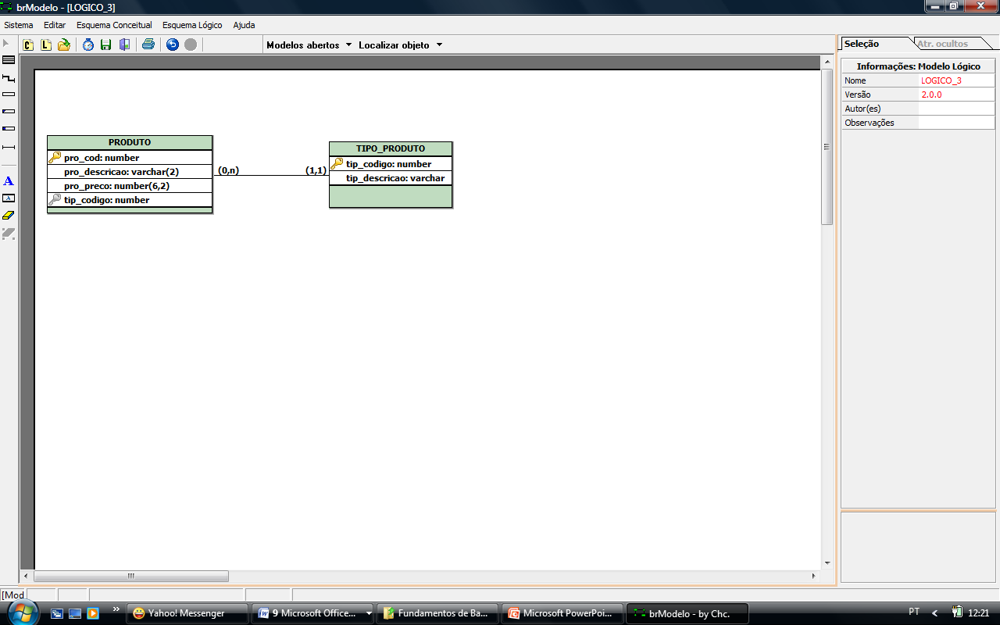 brModelo - [LOGICO_3]
Sistema Editar Esquema Conceitual Esquema Lógico Ajuda
C L Modelos abertos Localizar objeto
Seleção Atr. ocultos
Informações: Modelo Lógico
Nome LOGICO_3
Versão 2.0.0
Autor(es)
Observações
PRODUTO
pro_cod: number
pro_descricao: varchar(2)
pro_preco: number(6,2)
tip_codigo: number
(0,n) (1,1)
TIPO_PRODUTO
tip_codigo: number
tip_descricao: varchar
A
A
[Mod
Yahoo! Messenger 9 Microsoft Office... Fundamentos de Ba... Microsoft PowerPoi... brModelo - by Chc. PT 12:21